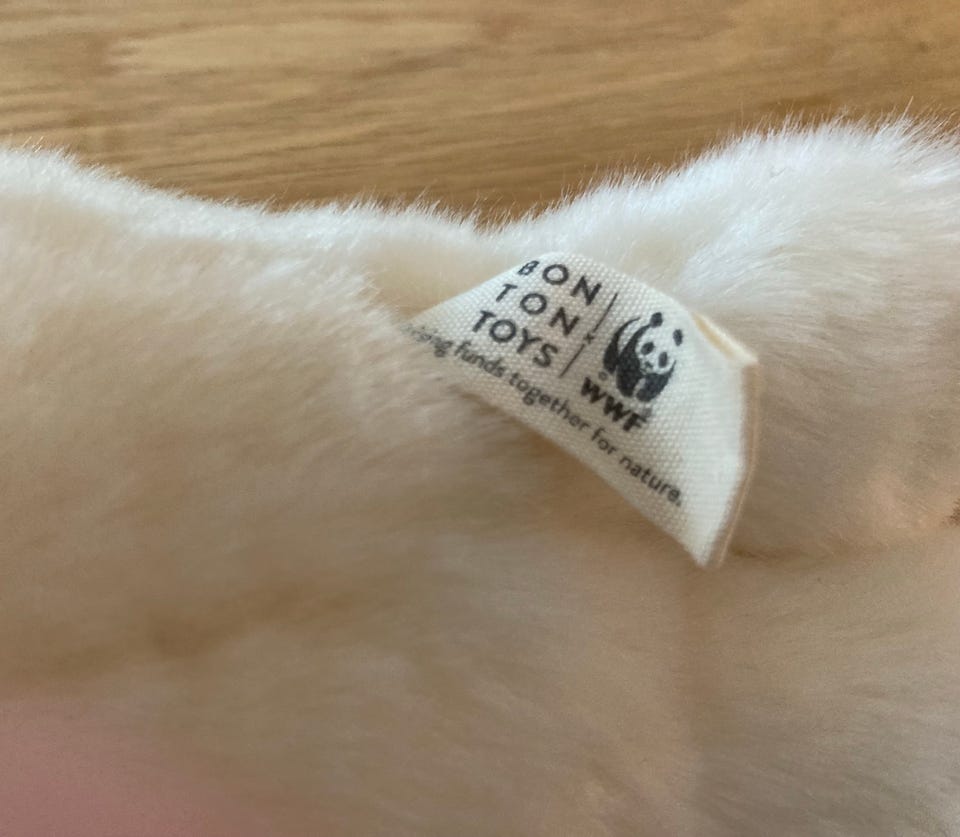 BON
TON
TOYS
WWF
funds together for nature.